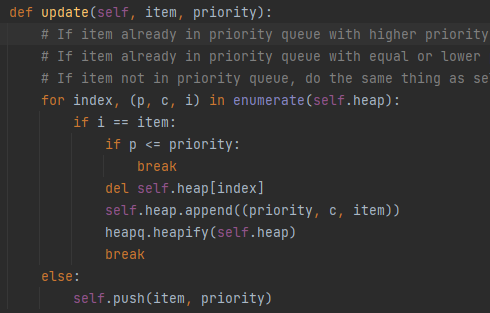 def update(self, item, priority):
    # If item already in priority queue with higher priority
    # If item already in priority queue with equal or lower
    # If item not in priority queue, do the same thing as se
    for index, (p, c, i) in enumerate(self.heap):
        if i == item:
            if p <= priority:
                break
            del self.heap[index]
            self.heap.append((priority, c, item))
            heapq.heapify(self.heap)
            break
    else:
        self.push(item, priority)